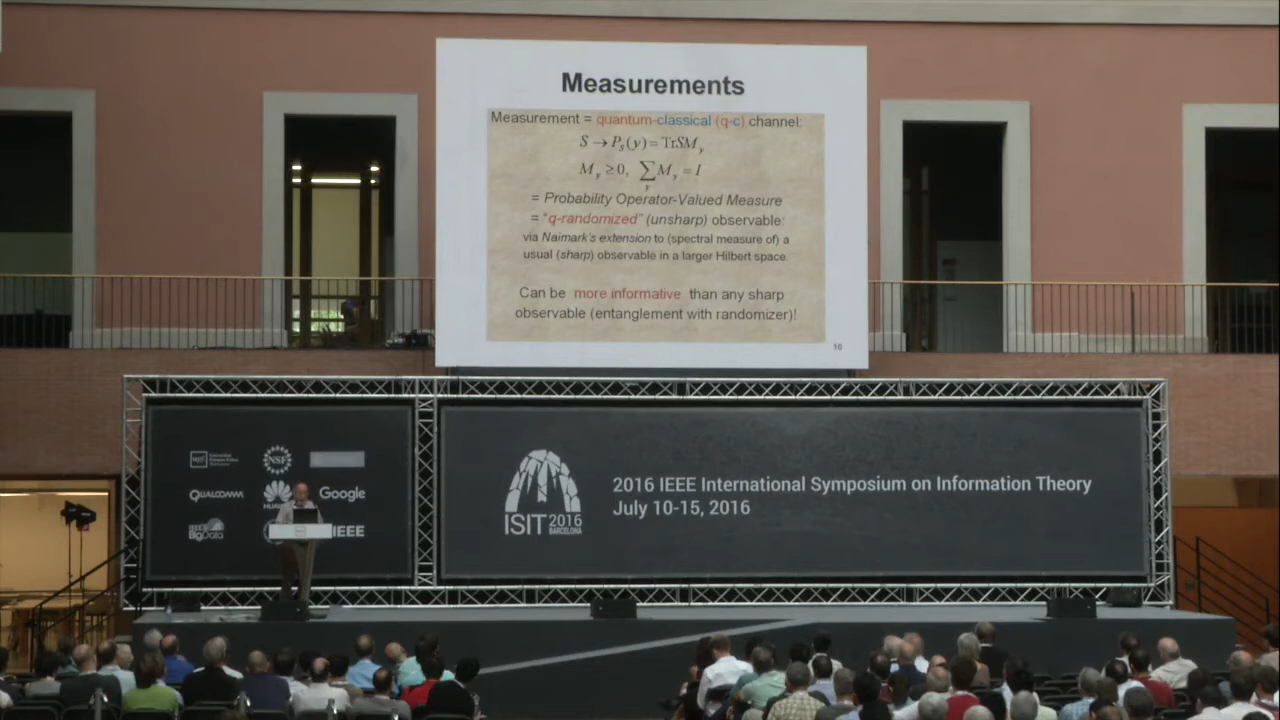 Measurements
Measurement = quantum-classical (q-c) channel:
S → P_S(y) = TrSM_y
M_y ≥ 0, ∑_y M_y = I
= Probability Operator-Valued Measure
= "q-randomized" (unsharp) observable:
via Naimark's extension to (spectral measure of) a
usual (sharp) observable in a larger Hilbert space.
Can be more informative than any sharp
observable (entanglement with randomizer)!
16
upf.
NSF
QUALCOMM
Google
BigData
IEEE
ISIT 2016
BARCELONA
2016 IEEE International Symposium on Information Theory
July 10-15, 2016